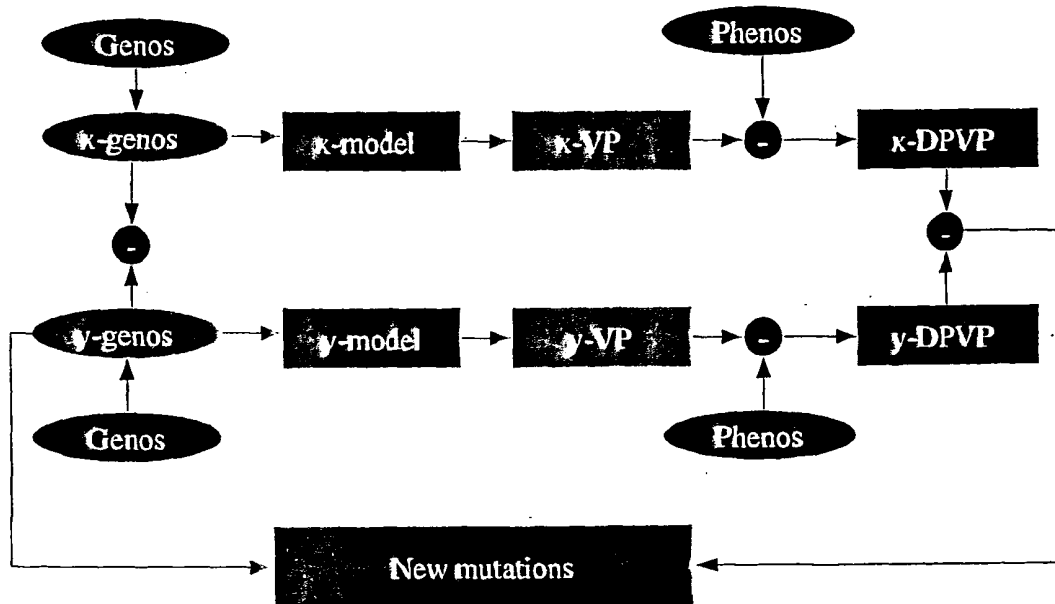 Genos
Phenos
x-genos
x-model
x-VP
-
x-DPVP
-
-
y-genos
y-model
y-VP
-
y-DPVP
Genos
Phenos
New mutations